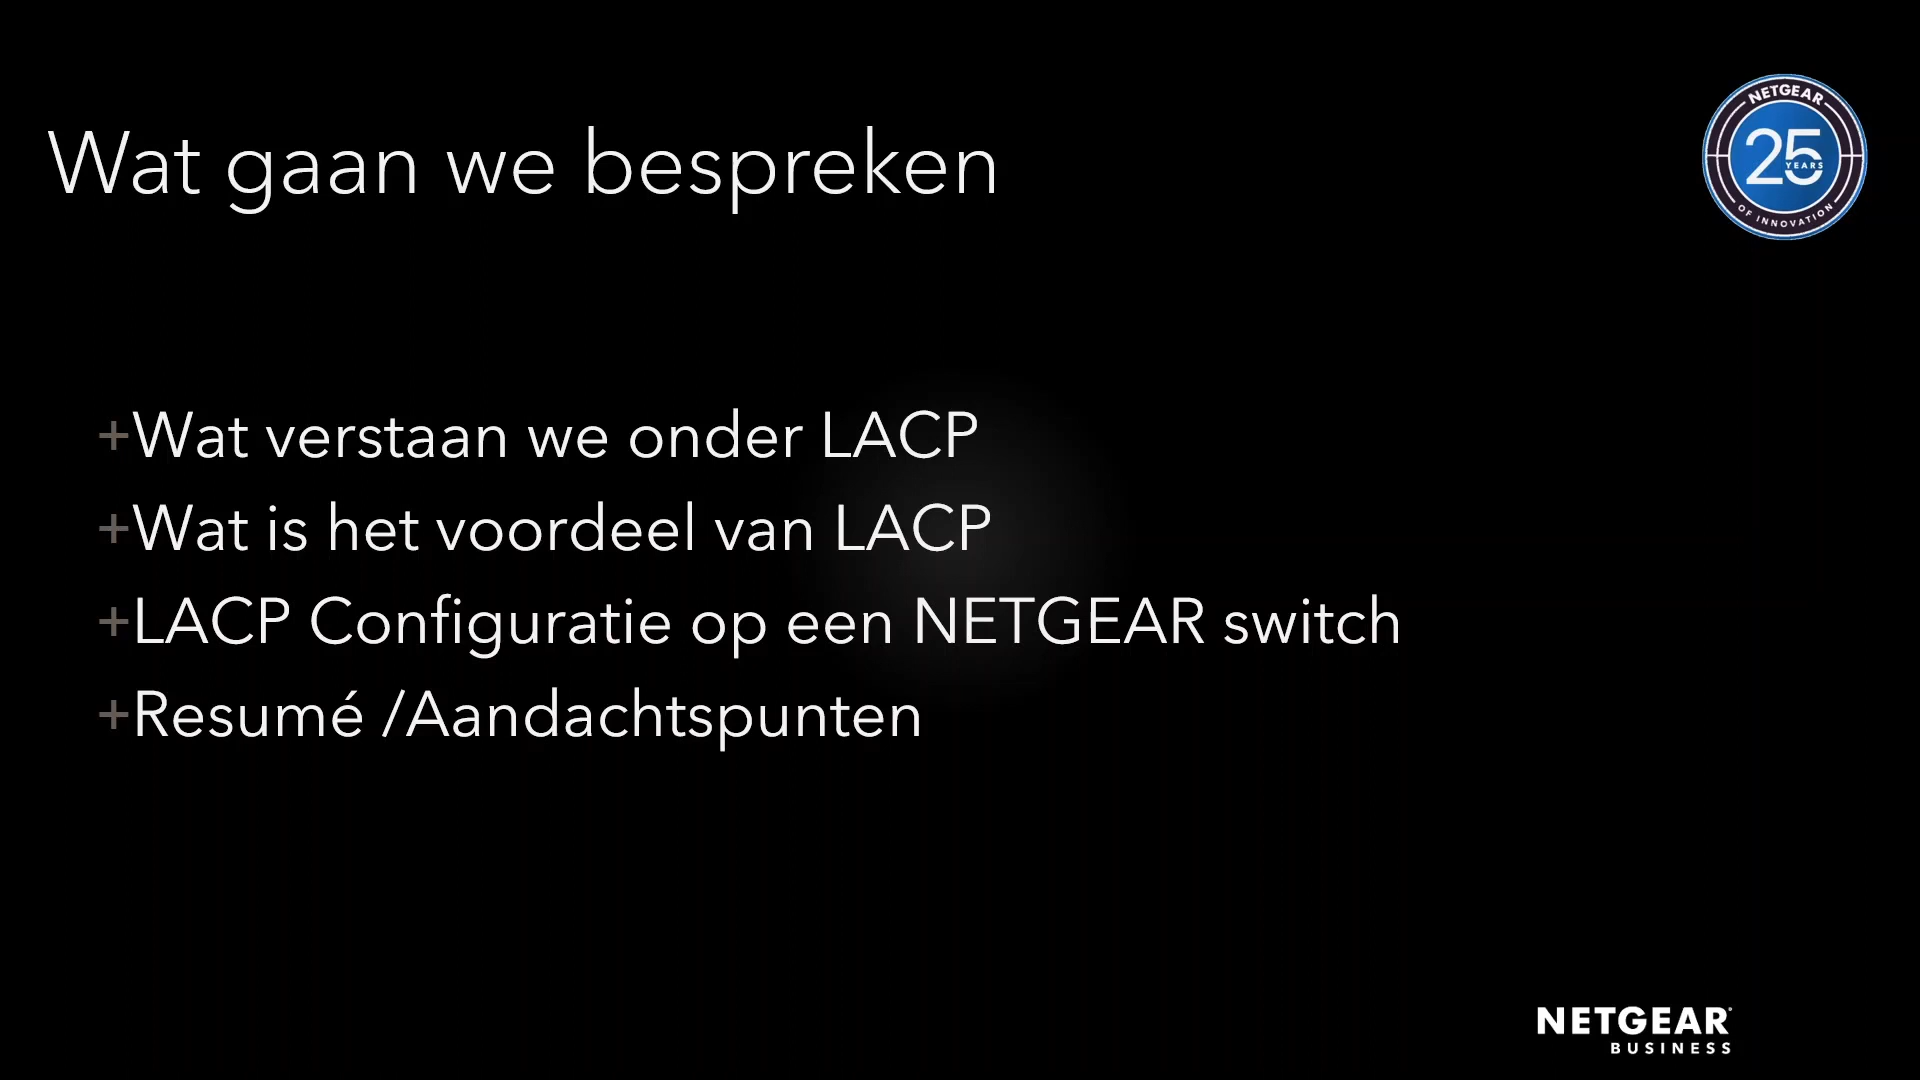 Wat gaan we bespreken
NETGEAR
25
YEARS
OF INNOVATION
+Wat verstaan we onder LACP
+Wat is het voordeel van LACP
+LACP Configuratie op een NETGEAR switch
+Resumé /Aandachtspunten
NETGEAR
BUSINESS